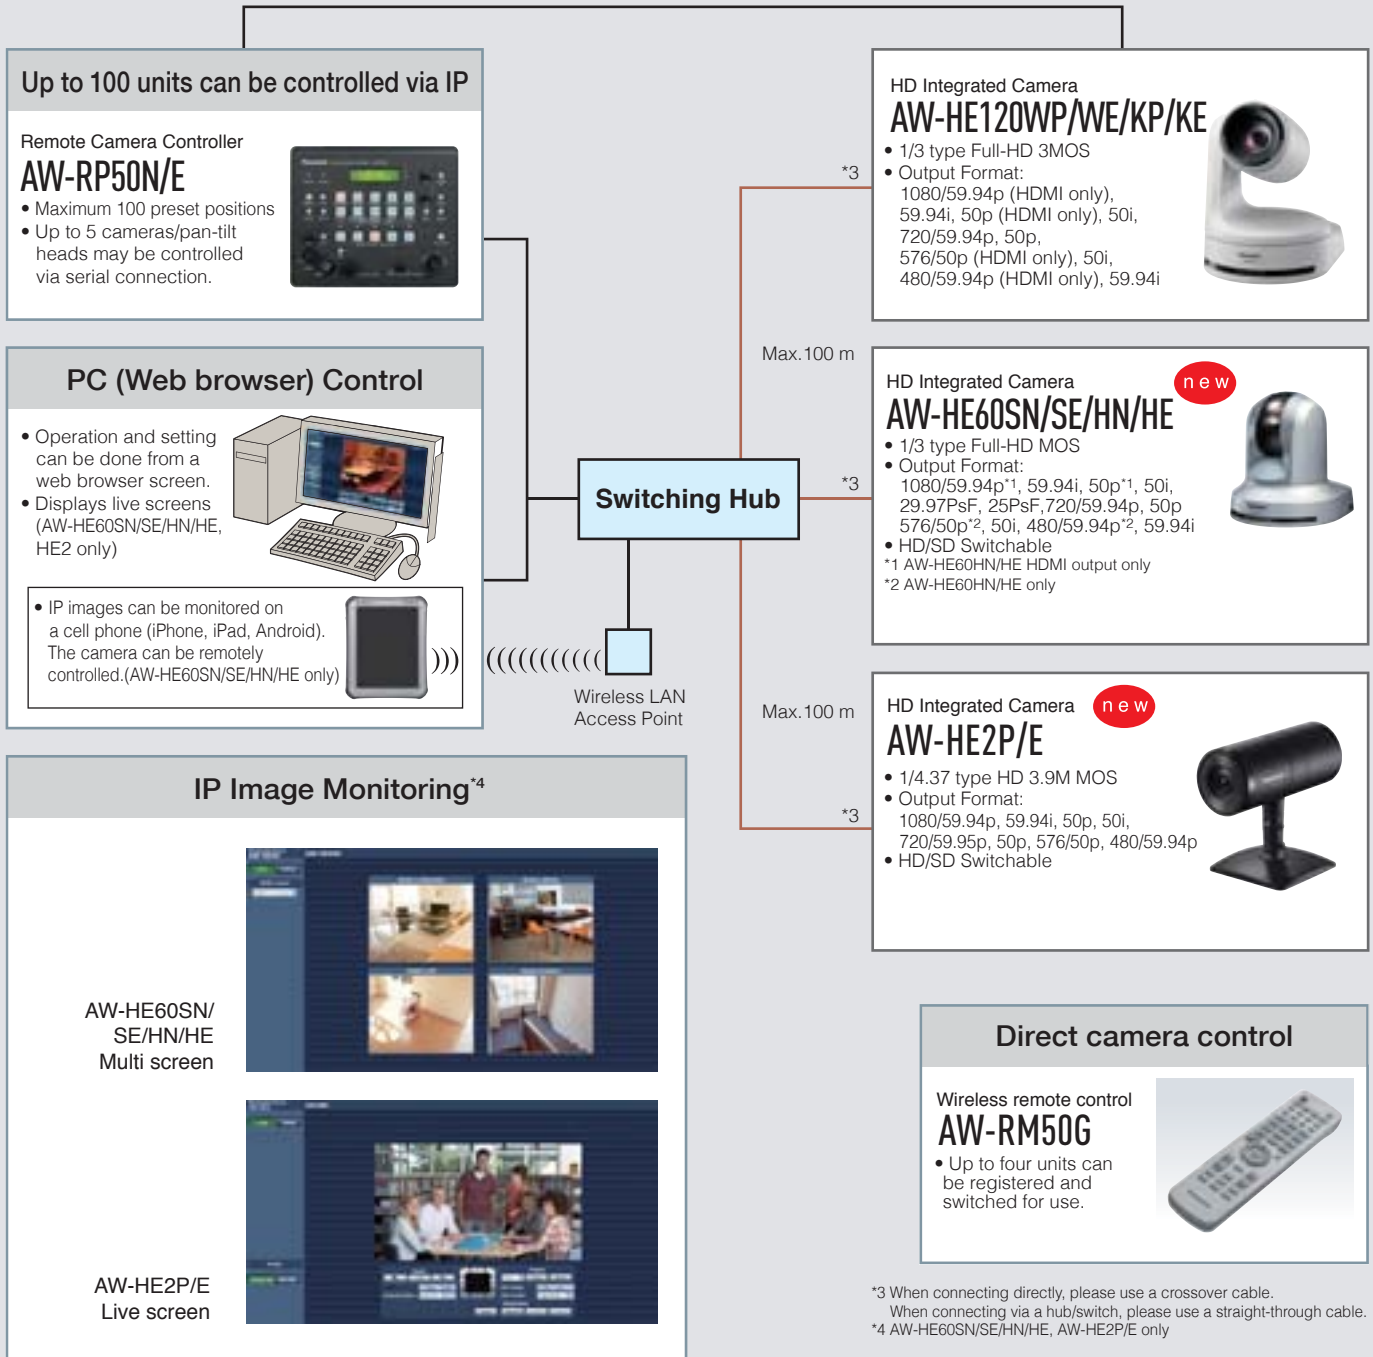 Up to 100 units can be controlled via IP
Remote Camera Controller
AW-RP50N/E
• Maximum 100 preset positions
• Up to 5 cameras/pan-tilt
heads may be controlled
via serial connection.
PC (Web browser) Control
• Operation and setting
can be done from a
web browser screen.
• Displays live screens
(AW-HE60SN/SE/HN/HE,
HE2 only)
• IP images can be monitored on
a cell phone (iPhone, iPad, Android).
The camera can be remotely
controlled.(AW-HE60SN/SE/HN/HE only)
Switching Hub
Wireless LAN
Access Point
*3
Max.100 m
*3
Max.100 m
*3
HD Integrated Camera
AW-HE120WP/WE/KP/KE
• 1/3 type Full-HD 3MOS
• Output Format:
1080/59.94p (HDMI only),
59.94i, 50p (HDMI only), 50i,
720/59.94p, 50p,
576/50p (HDMI only), 50i,
480/59.94p (HDMI only), 59.94i
HD Integrated Camera
new
AW-HE60SN/SE/HN/HE
• 1/3 type Full-HD MOS
• Output Format:
1080/59.94p*1, 59.94i, 50p*1, 50i,
29.97PsF, 25PsF,720/59.94p, 50p
576/50p*2, 50i, 480/59.94p*2, 59.94i
• HD/SD Switchable
*1 AW-HE60HN/HE HDMI output only
*2 AW-HE60HN/HE only
HD Integrated Camera
new
AW-HE2P/E
• 1/4.37 type HD 3.9M MOS
• Output Format:
1080/59.94p, 59.94i, 50p, 50i,
720/59.95p, 50p, 576/50p, 480/59.94p
• HD/SD Switchable
IP Image Monitoring*4
AW-HE60SN/
SE/HN/HE
Multi screen
AW-HE2P/E
Live screen
Direct camera control
Wireless remote control
AW-RM50G
• Up to four units can
be registered and
switched for use.
*3 When connecting directly, please use a crossover cable.
When connecting via a hub/switch, please use a straight-through cable.
*4 AW-HE60SN/SE/HN/HE, AW-HE2P/E only